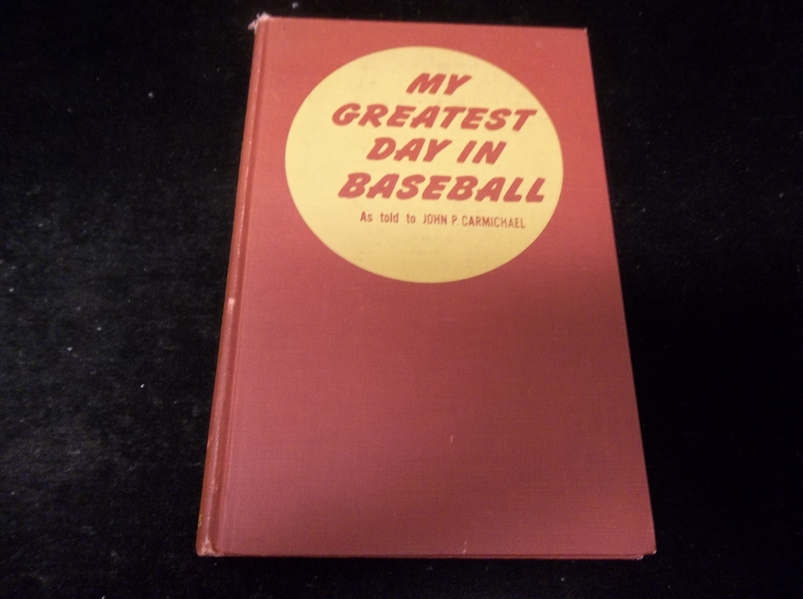 MY
GREATEST
DAY IN
BASEBALL
As told to JOHN P. CARMICHAEL